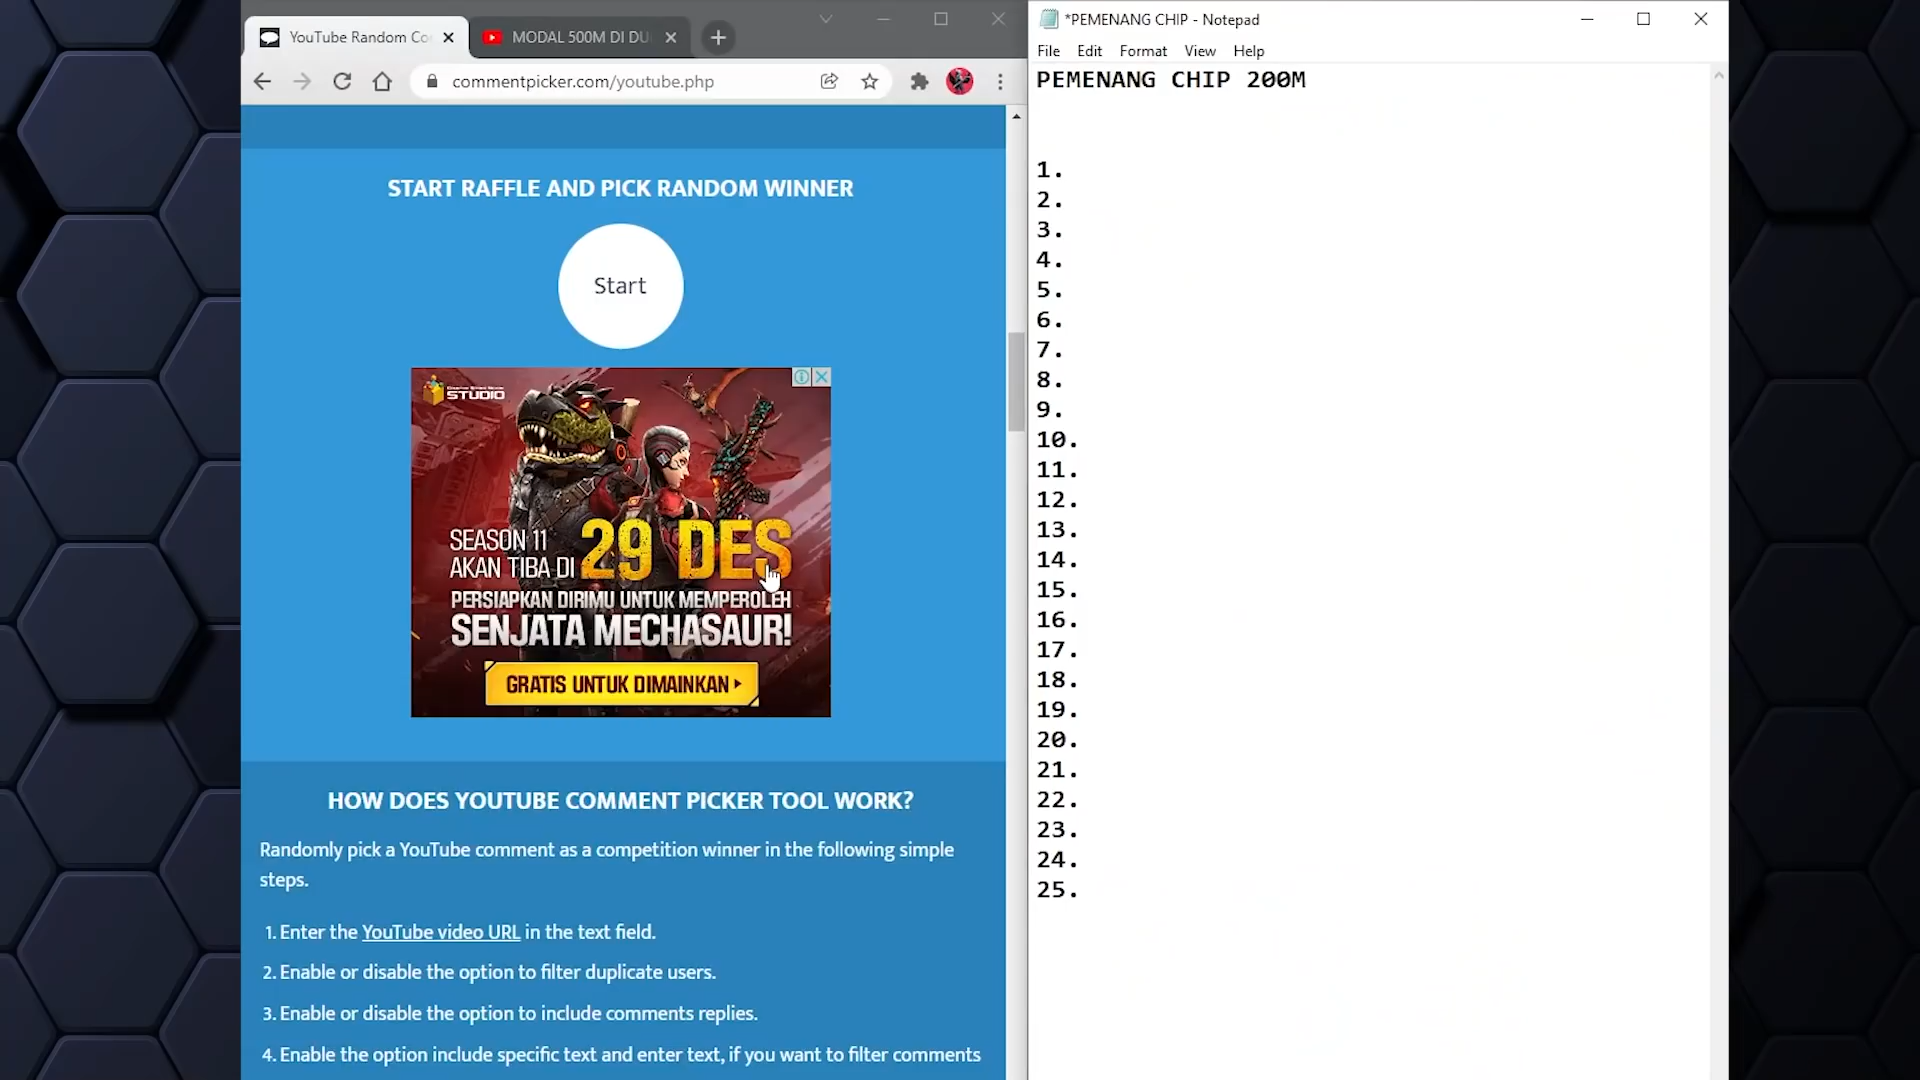 YouTube Random Co
MODAL 500M DI DU
commentpicker.com/youtube.php
START RAFFLE AND PICK RANDOM WINNER
Start
STUDIO
SEASON 11
AKAN TIBA DI 29 DES
PERSIAPKAN DIRIMU UNTUK MEMPEROLEH
SENJATA MECHASAUR!
GRATIS UNTUK DIMAINKAN
HOW DOES YOUTUBE COMMENT PICKER TOOL WORK?
Randomly pick a YouTube comment as a competition winner in the following simple
steps.
1. Enter the YouTube video URL in the text field.
2. Enable or disable the option to filter duplicate users.
3. Enable or disable the option to include comments replies.
4. Enable the option include specific text and enter text, if you want to filter comments
*PEMENANG CHIP - Notepad
File Edit Format View Help
PEMENANG CHIP 200M
1.
2.
3.
4.
5.
6.
7.
8.
9.
10.
11.
12.
13.
14.
15.
16.
17.
18.
19.
20.
21.
22.
23.
24.
25.